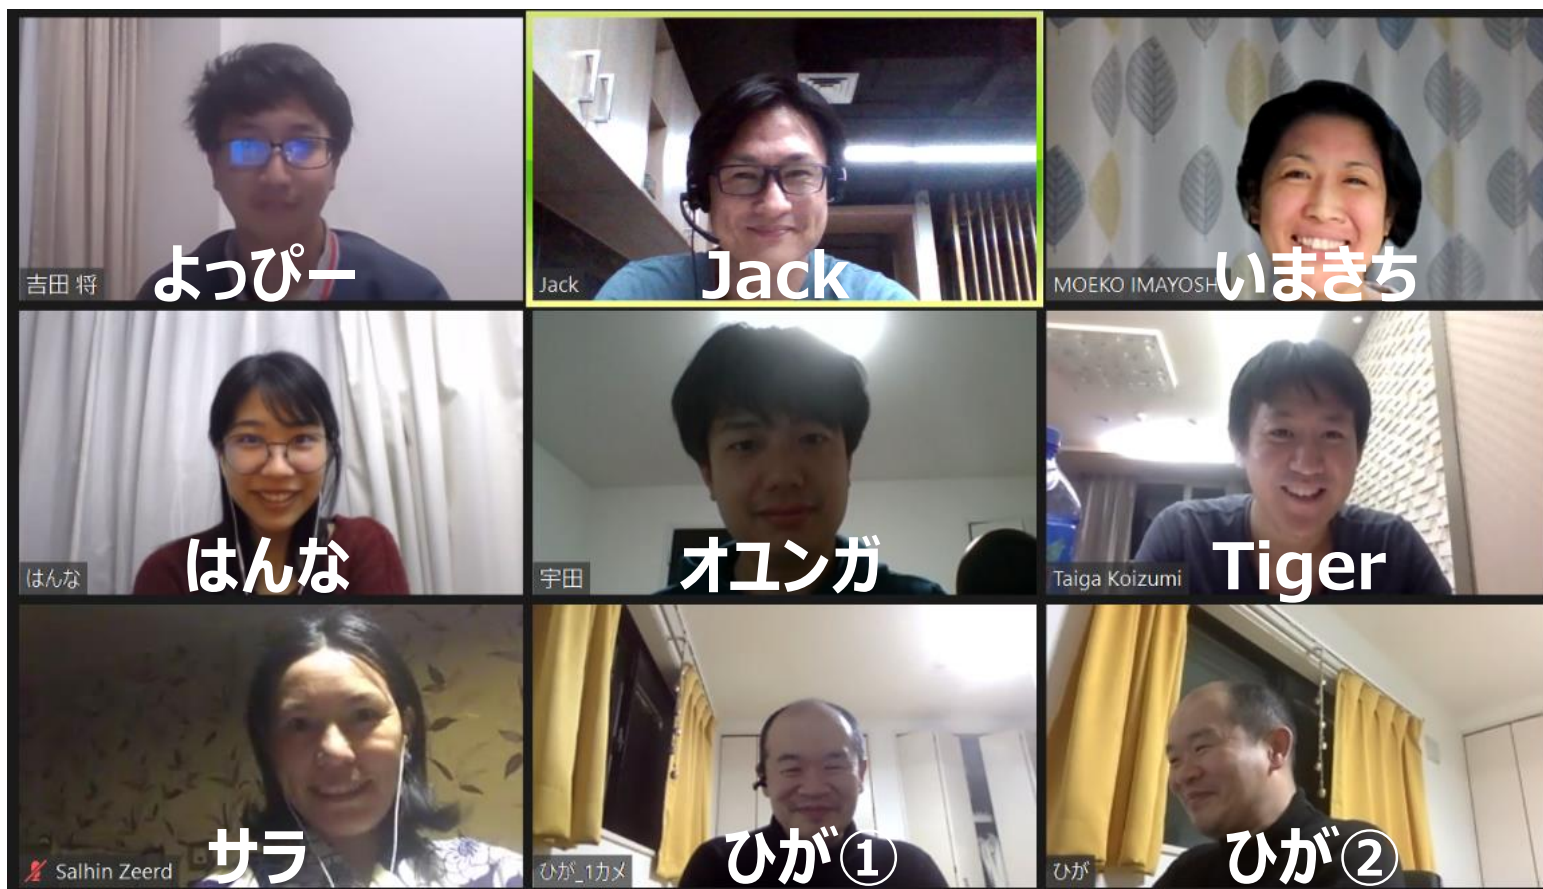 吉田 将
よっぴー
Jack
Jack
MOEKO IMAYOSH
いまきち
はんな
はんな
宇田
オユンガ
Taiga Koizumi
Tiger
Salhin Zeerd
サラ
ひが_1カメ
ひが①
ひが
ひが②